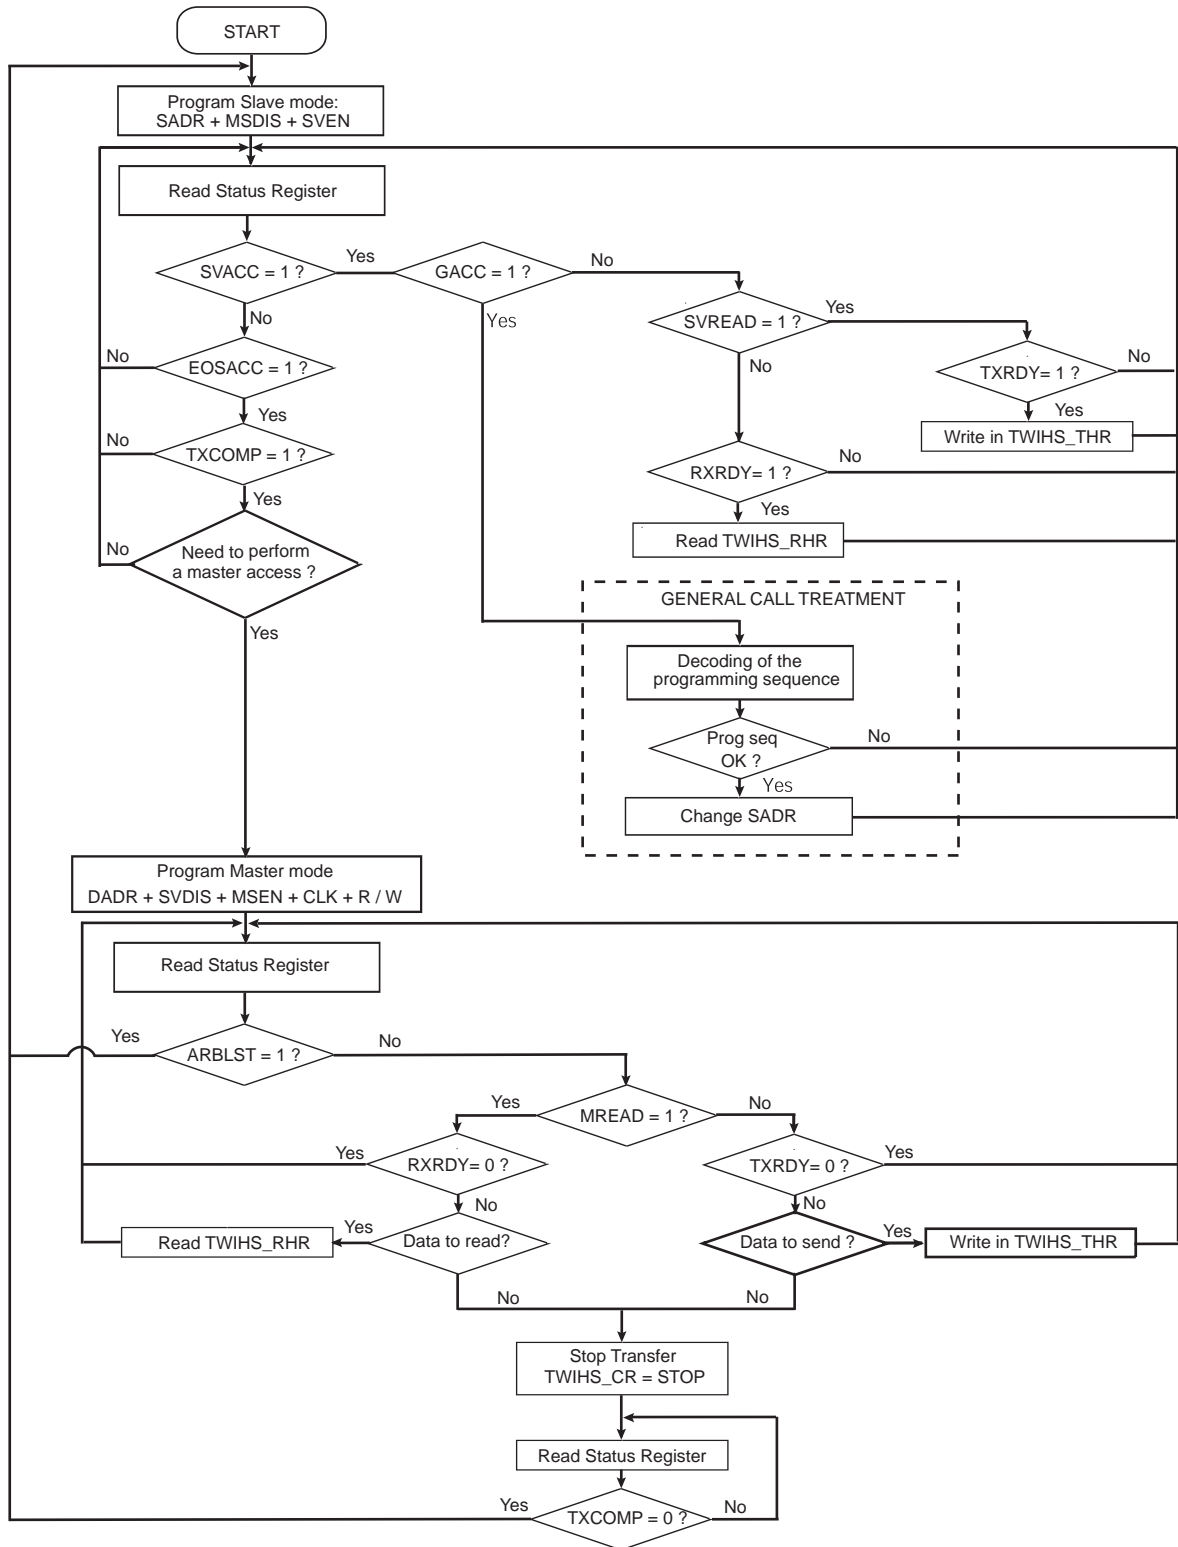 START
Program Slave mode:
SADR + MSDIS + SVEN
Read Status Register
SVACC = 1 ?
Yes
GACC = 1 ?
No
SVREAD = 1 ?
Yes
TXRDY= 1 ?
No
Yes
Write in TWIHS_THR
No
RXRDY= 1 ?
No
Yes
Read TWIHS_RHR
Yes
No
EOSACC = 1 ?
No
Yes
TXCOMP = 1 ?
No
Yes
Need to perform
a master access ?
No
Yes
GENERAL CALL TREATMENT
Decoding of the
programming sequence
Prog seq
OK ?
No
Yes
Change SADR
Program Master mode
DADR + SVDIS + MSEN + CLK + R / W
Read Status Register
Yes
ARBLST = 1 ?
No
Yes
MREAD = 1 ?
No
Yes
RXRDY= 0 ?
TXRDY= 0 ?
Yes
No
No
Read TWIHS_RHR
Yes
Data to read?
Data to send ?
Yes
Write in TWIHS_THR
No
No
Stop Transfer
TWIHS_CR = STOP
Read Status Register
Yes
TXCOMP = 0 ?
No